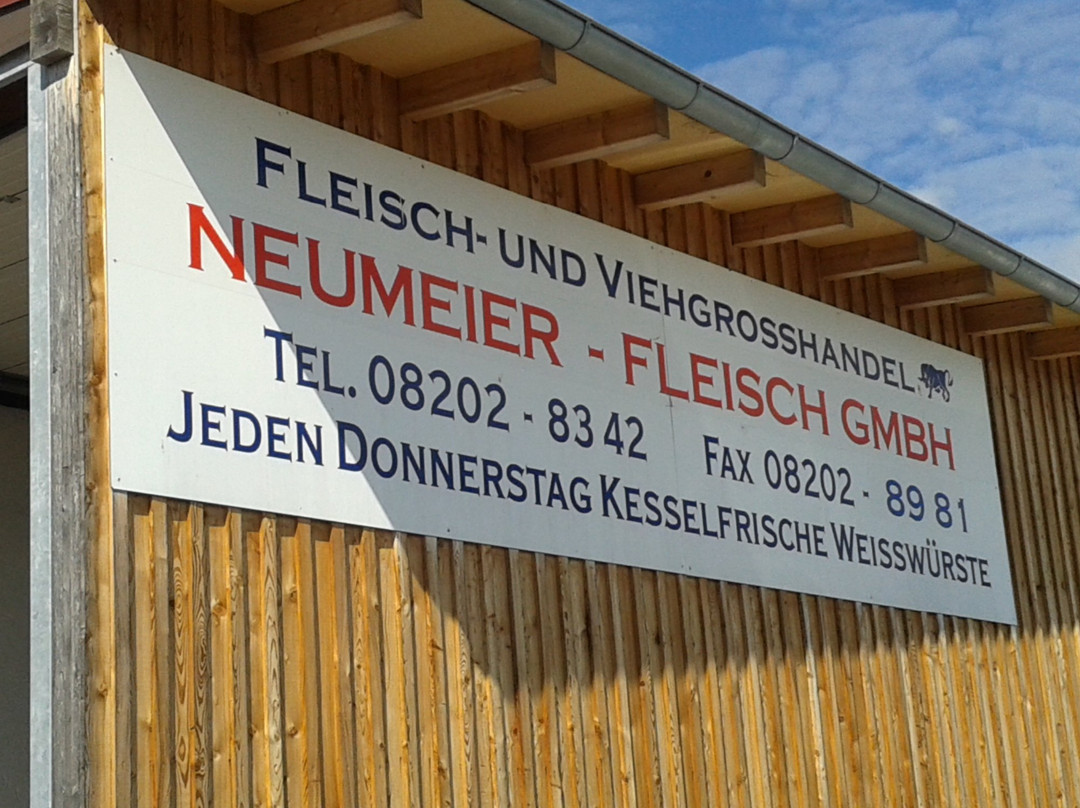 FLEISCH- UND VIEHGROSSHANDEL
NEUMEIER - FLEISCH GMBH
TEL. 08202 - 83 42 FAX 08202 - 89 81
JEDEN DONNERSTAG KESSELFRISCHE WEISSWÜRSTE